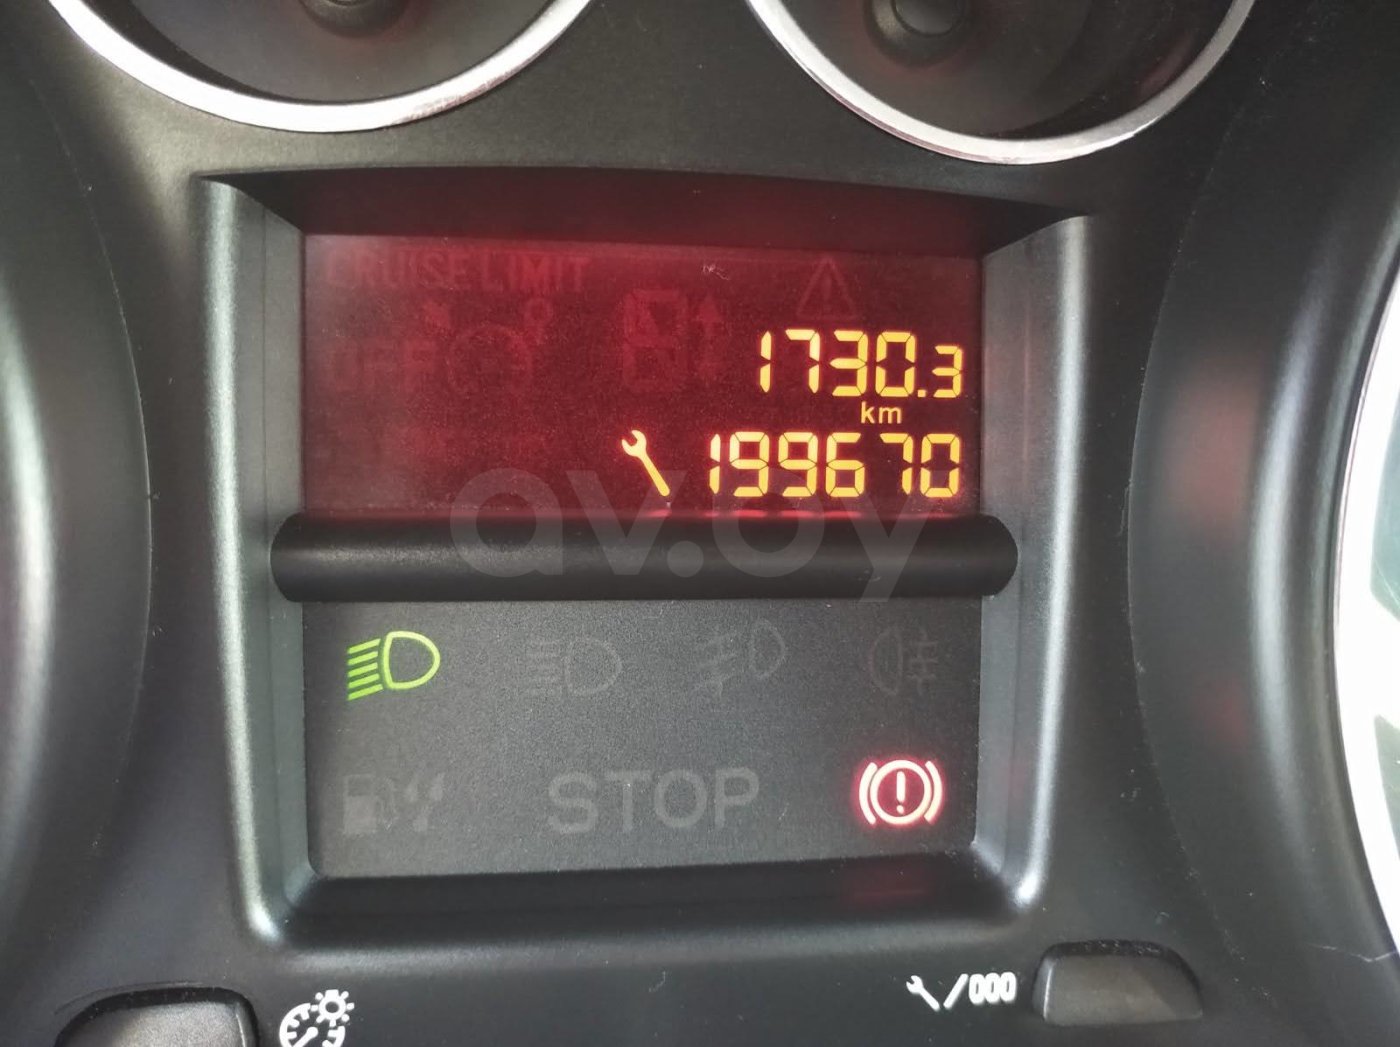 CRUISE LIMIT
OFF
1730.3
km
199670
av.by
STOP
/000